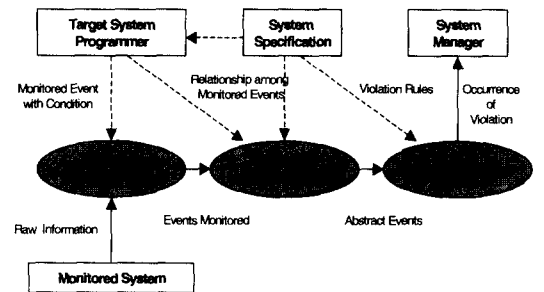 Target System
Programmer
System
Specification
System
Manager
Monitored Event
with Condition
Relationship among
Monitored Events
Violation Rules
Occurrence
of
Violation
Events Monitored
Abstract Events
Raw Information
Monitored System